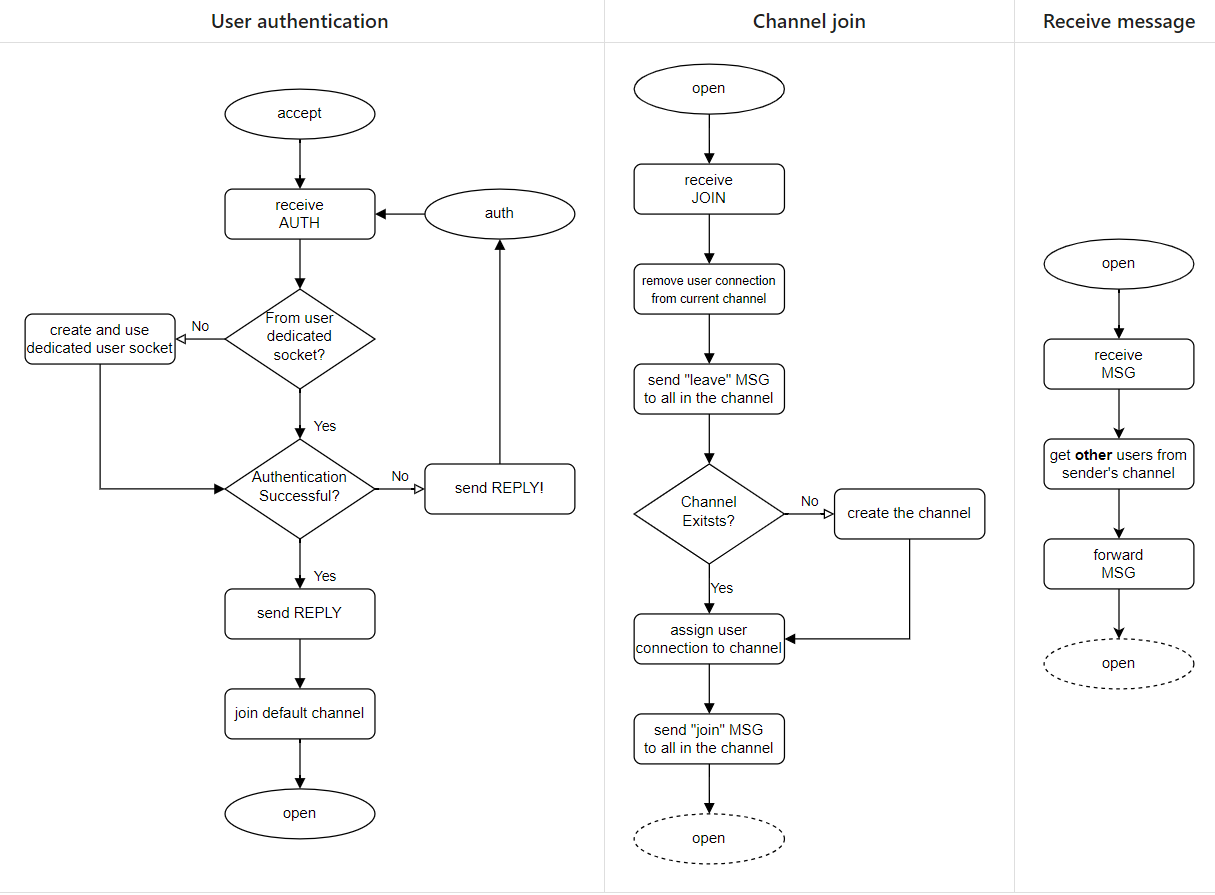 User authentication
accept
receive
AUTH
auth
From user
dedicated
socket?
No
create and use
dedicated user socket
Yes
Authentication
Successful?
No
send REPLY!
Yes
send REPLY
join default channel
open
Channel join
open
receive
JOIN
remove user connection
from current channel
send "leave" MSG
to all in the channel
Channel
Exitsts?
No
create the channel
Yes
assign user
connection to channel
send "join" MSG
to all in the channel
open
Receive message
open
receive
MSG
get other users from
sender's channel
forward
MSG
open